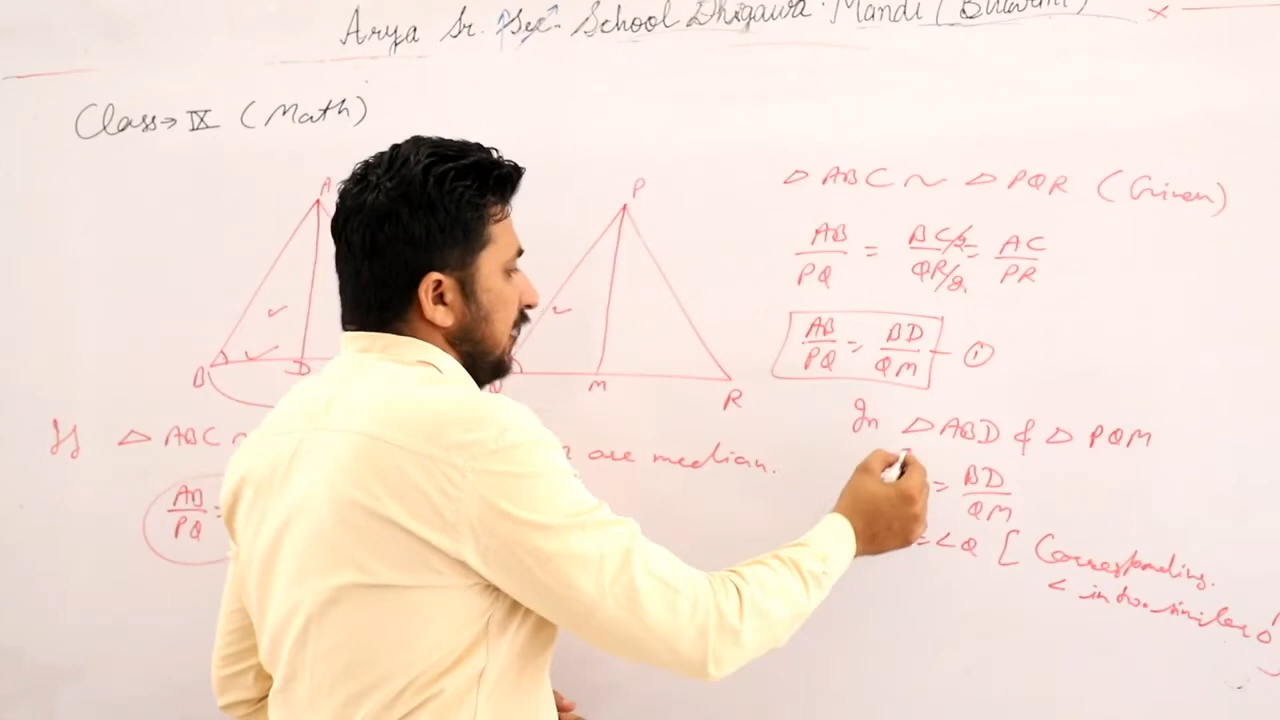 Arya Sr. Sec. School Dhigawa Mandi (Bhiwani)
Class → IX (Math)
A
B
D
P
M
R
If △ ABC ~
are median.
AB/PQ =
△ ABC ~ △ PQR (Given)
AB/PQ = BC/2/QR/2 = AC/PR
AB/PQ = BD/QM — ①
In △ ABD & △ PQM
= BD/QM
= ∠Q [Corresponding
∠ in two similar △